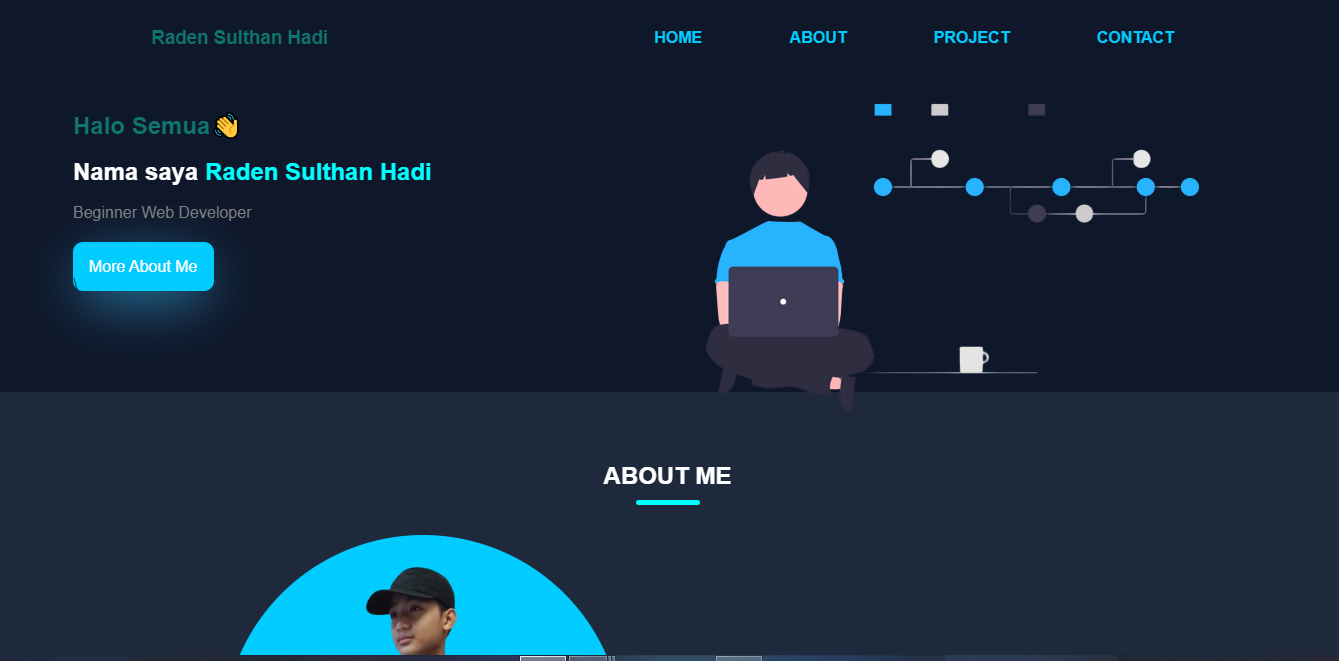 Raden Sulthan Hadi
HOME ABOUT PROJECT CONTACT
Halo Semua👋
Nama saya Raden Sulthan Hadi
Beginner Web Developer
More About Me
ABOUT ME